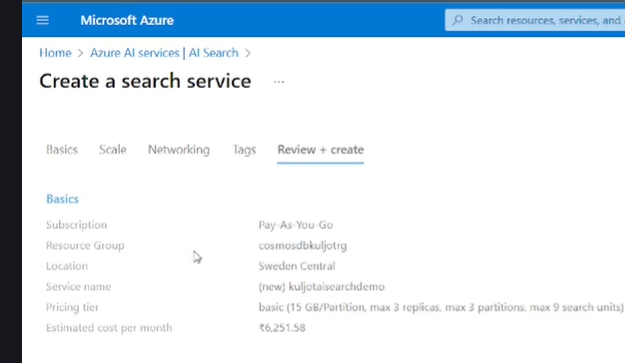 Microsoft Azure
Search resources, services, and
Home > Azure AI services | AI Search >
Create a search service ...
Basics Scale Networking Tags Review + create
Basics
Subscription Pay-As-You-Go
Resource Group cosmosdbkuljotrg
Location Sweden Central
Service name (new) kuljotaisearchdemo
Pricing tier basic (15 GB/Partition, max 3 replicas, max 3 partitions, max 9 search units)
Estimated cost per month ₹6,251.58